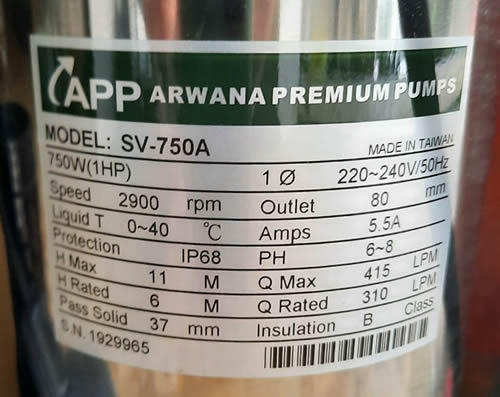 APP ARWANA PREMIUM PUMPS
MODEL: SV-750A MADE IN TAIWAN
750W(1HP) 1 Ø 220~240V/50Hz
Speed 2900 rpm Outlet 80 mm
Liquid T 0~40 ℃ Amps 5.5A
Protection IP68 PH 6~8
H Max 11 M Q Max 415 LPM
H Rated 6 M Q Rated 310 LPM
Pass Solid 37 mm Insulation B Class
S.N. 1929965